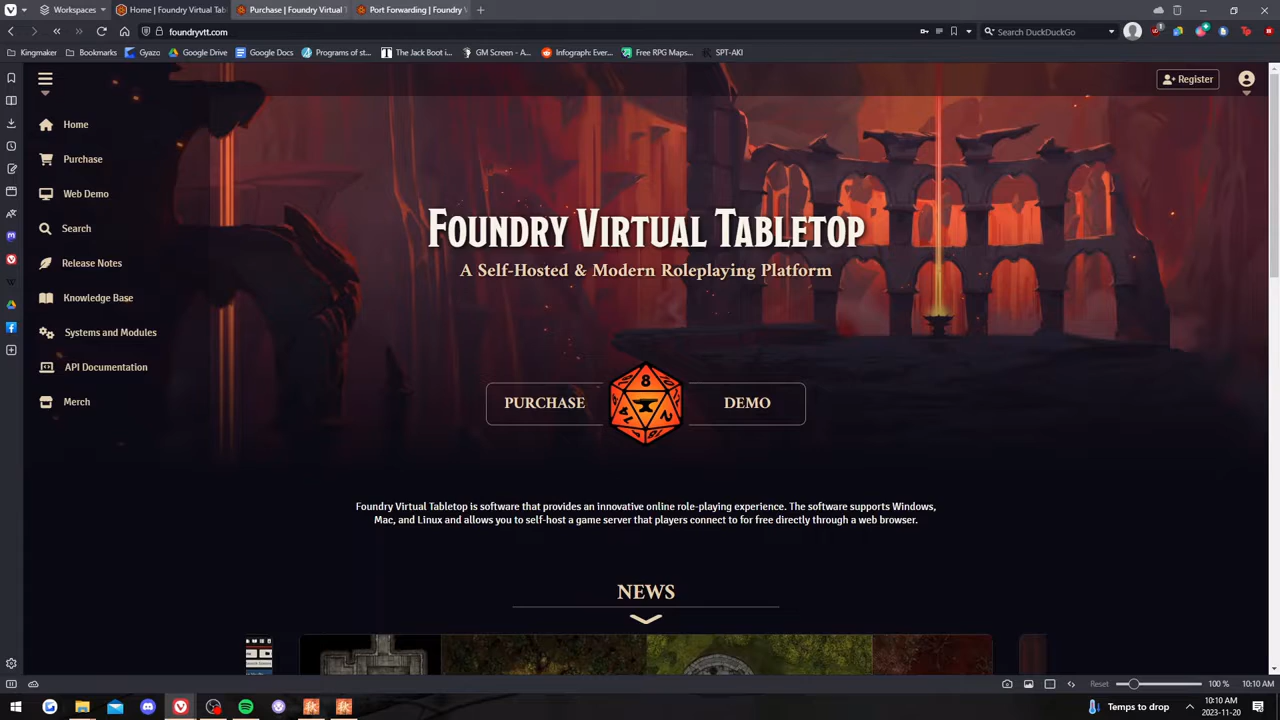 Workspaces
Home | Foundry Virtual Tab
Purchase | Foundry Virtual T
Port Forwarding | Foundry V
foundryvtt.com
Search DuckDuckGo
Kingmaker
Bookmarks
Gyazo
Google Drive
Google Docs
Programs of st...
The Jack Boot i...
GM Screen - A...
Infograph: Ever...
Free RPG Maps...
SPT-AKI
Register
Home
Purchase
Web Demo
Search
Release Notes
Knowledge Base
Systems and Modules
API Documentation
Merch
Foundry Virtual Tabletop
A Self-Hosted & Modern Roleplaying Platform
PURCHASE
8
DEMO
Foundry Virtual Tabletop is software that provides an innovative online role-playing experience. The software supports Windows,
Mac, and Linux and allows you to self-host a game server that players connect to for free directly through a web browser.
NEWS
Reset
100 %
10:10 AM
Temps to drop
10:10 AM
2023-11-20